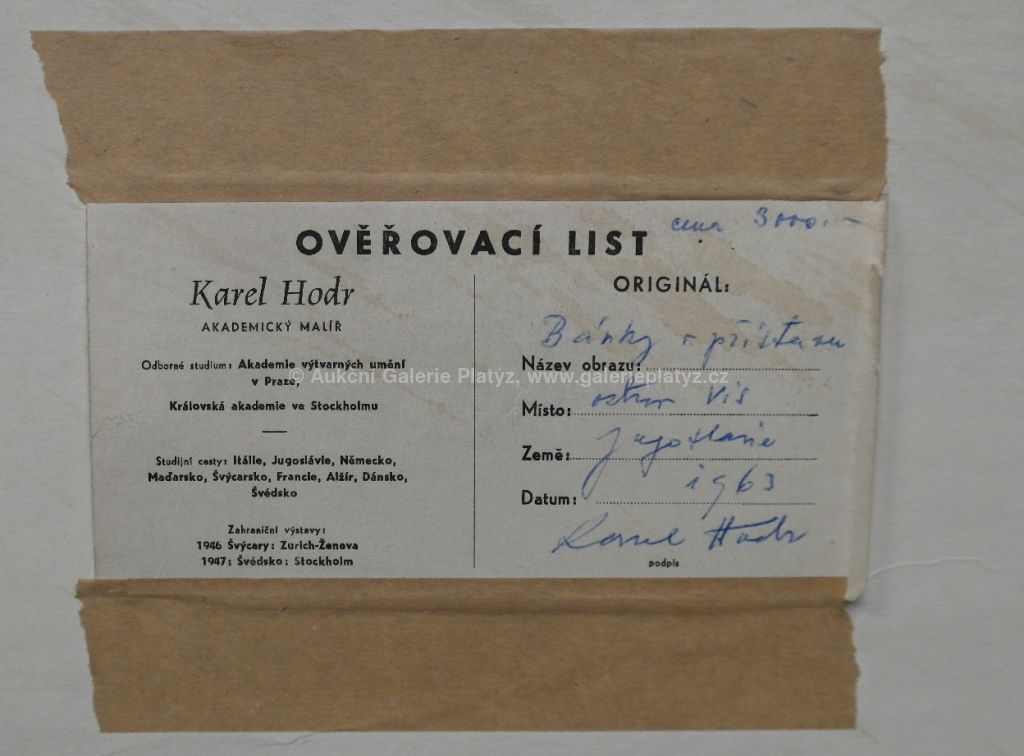 cena 3000.-
OVĚŘOVACÍ LIST
Karel Hodr
AKADEMICKÝ MALÍŘ
Odborné studium: Akademie výtvarných umění
v Praze,
Královská akademie ve Stockholmu
Studijní cesty: Itálie, Jugoslávie, Německo,
Maďarsko, Švýcarsko, Francie, Alžír, Dánsko,
Švédsko
Zahraniční výstavy:
1946 Švýcary: Zurich-Ženeva
1947: Švédsko: Stockholm
ORIGINÁL:
Název obrazu: Bárky v přístavu
Místo: ostrov Vis
Země: Jugoslavie
Datum: 1963
Karel Hodr
podpis
© Aukční Galerie Platýz, www.galerieplatyz.cz